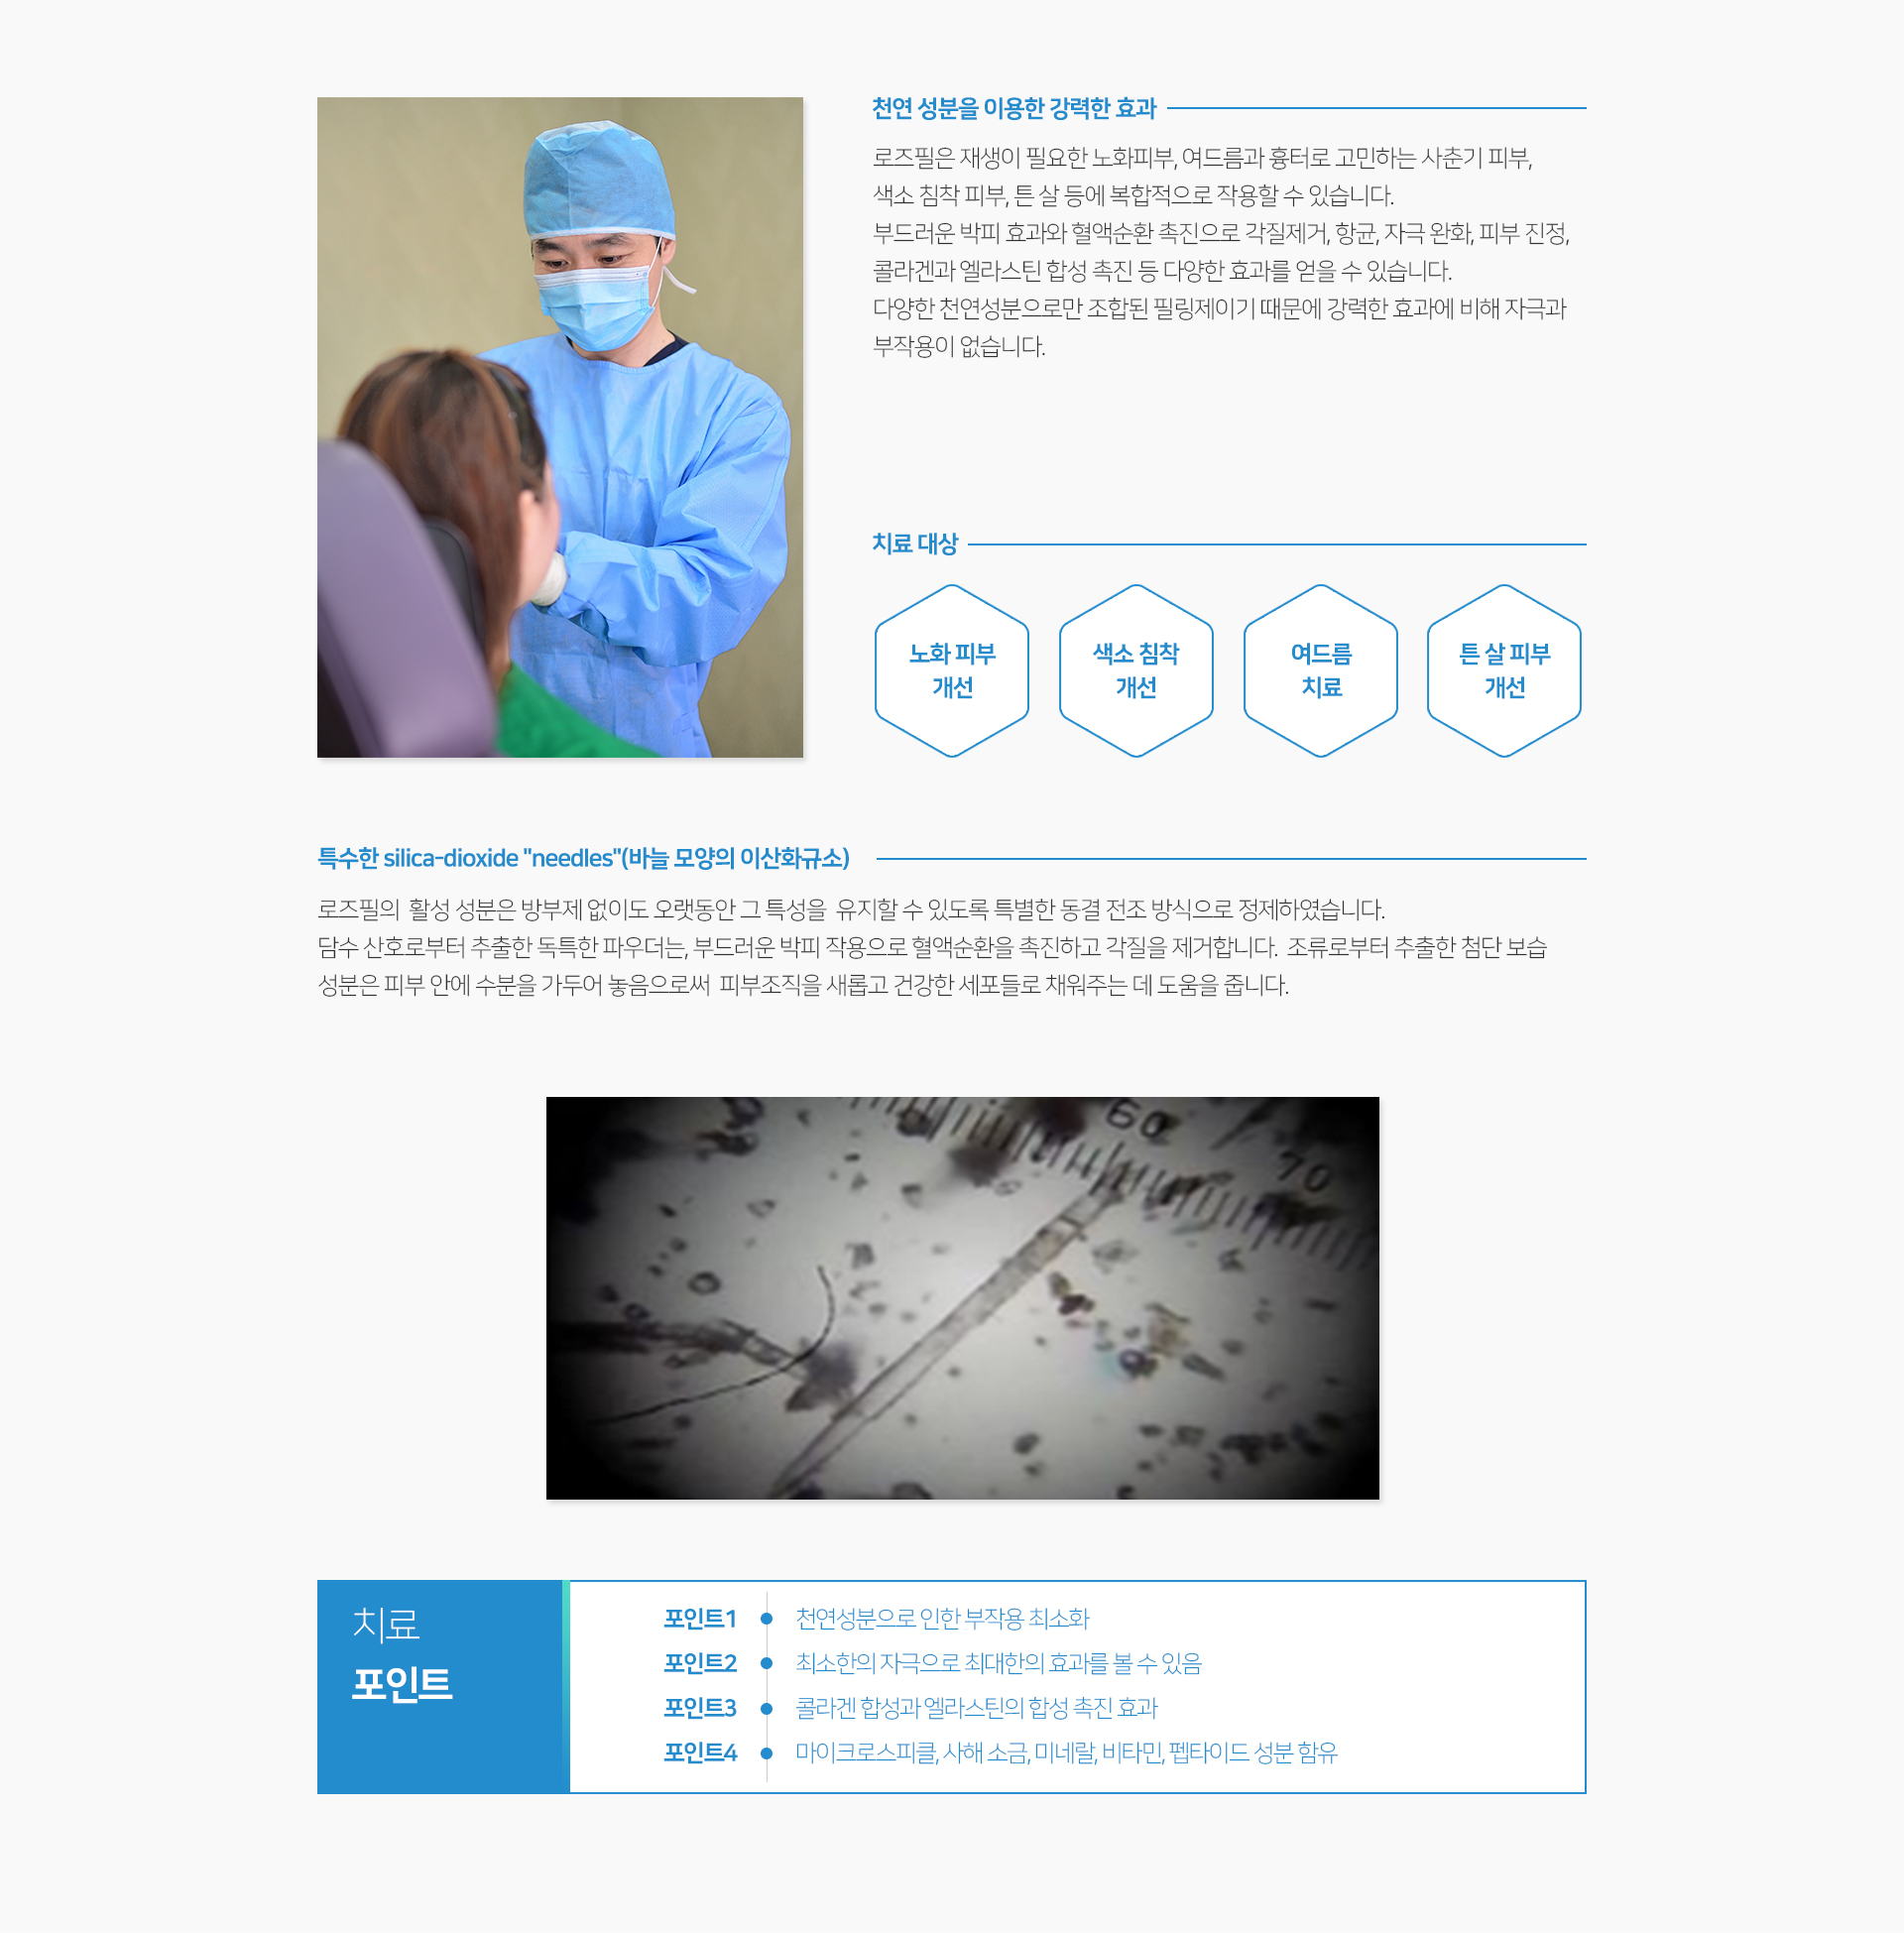 천연 성분을 이용한 강력한 효과
로즈필은 재생이 필요한 노화피부, 여드름과 흉터로 고민하는 사춘기 피부,
색소 침착 피부, 튼 살 등에 복합적으로 작용할 수 있습니다.
부드러운 박피 효과와 혈액순환 촉진으로 각질제거, 항균, 자극 완화, 피부 진정,
콜라겐과 엘라스틴 합성 촉진 등 다양한 효과를 얻을 수 있습니다.
다양한 천연성분으로만 조합된 필링제이기 때문에 강력한 효과에 비해 자극과
부작용이 없습니다.
치료 대상
노화 피부
개선
색소 침착
개선
여드름
치료
튼 살 피부
개선
특수한 silica-dioxide "needles"(바늘 모양의 이산화규소)
로즈필의 활성 성분은 방부제 없이도 오랫동안 그 특성을 유지할 수 있도록 특별한 동결 전조 방식으로 정제하였습니다.
담수 산호로부터 추출한 독특한 파우더는, 부드러운 박피 작용으로 혈액순환을 촉진하고 각질을 제거합니다. 조류로부터 추출한 첨단 보습
성분은 피부 안에 수분을 가두어 놓음으로써 피부조직을 새롭고 건강한 세포들로 채워주는 데 도움을 줍니다.
60
70
치료
포인트
포인트1 천연성분으로 인한 부작용 최소화
포인트2 최소한의 자극으로 최대한의 효과를 볼 수 있음
포인트3 콜라겐 합성과 엘라스틴의 합성 촉진 효과
포인트4 마이크로스피클, 사해 소금, 미네랄, 비타민, 펩타이드 성분 함유